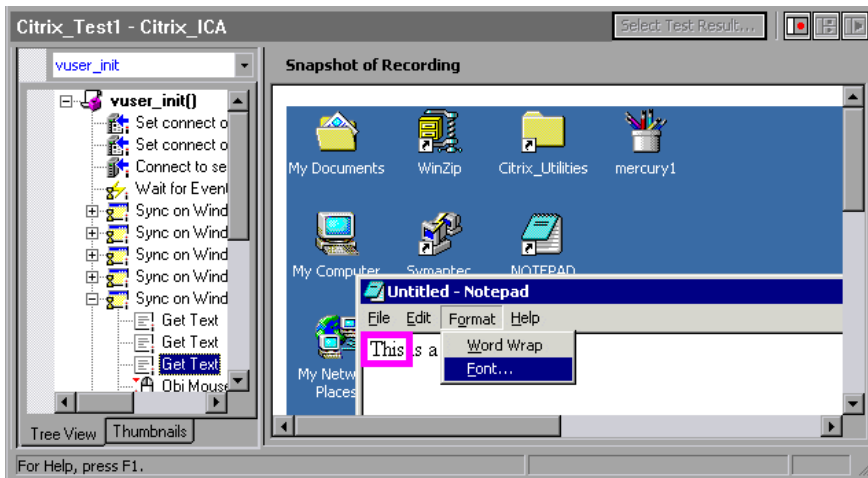 Citrix_Test1 - Citrix_ICA
Select Test Result...
vuser_init
Snapshot of Recording
vuser_init()
Set connect o
Set connect o
Connect to se
Wait for Event
Sync on Wind
Sync on Wind
Sync on Wind
Sync on Wind
Sync on Wind
Get Text
Get Text
Get Text
Obj Mouse
Tree View
Thumbnails
My Documents
WinZip
Citrix_Utilities
mercury1
My Computer
Symantec
NOTEPAD
My Netw
Places
Untitled - Notepad
File Edit Format Help
This is a
Word Wrap
Font...
For Help, press F1.